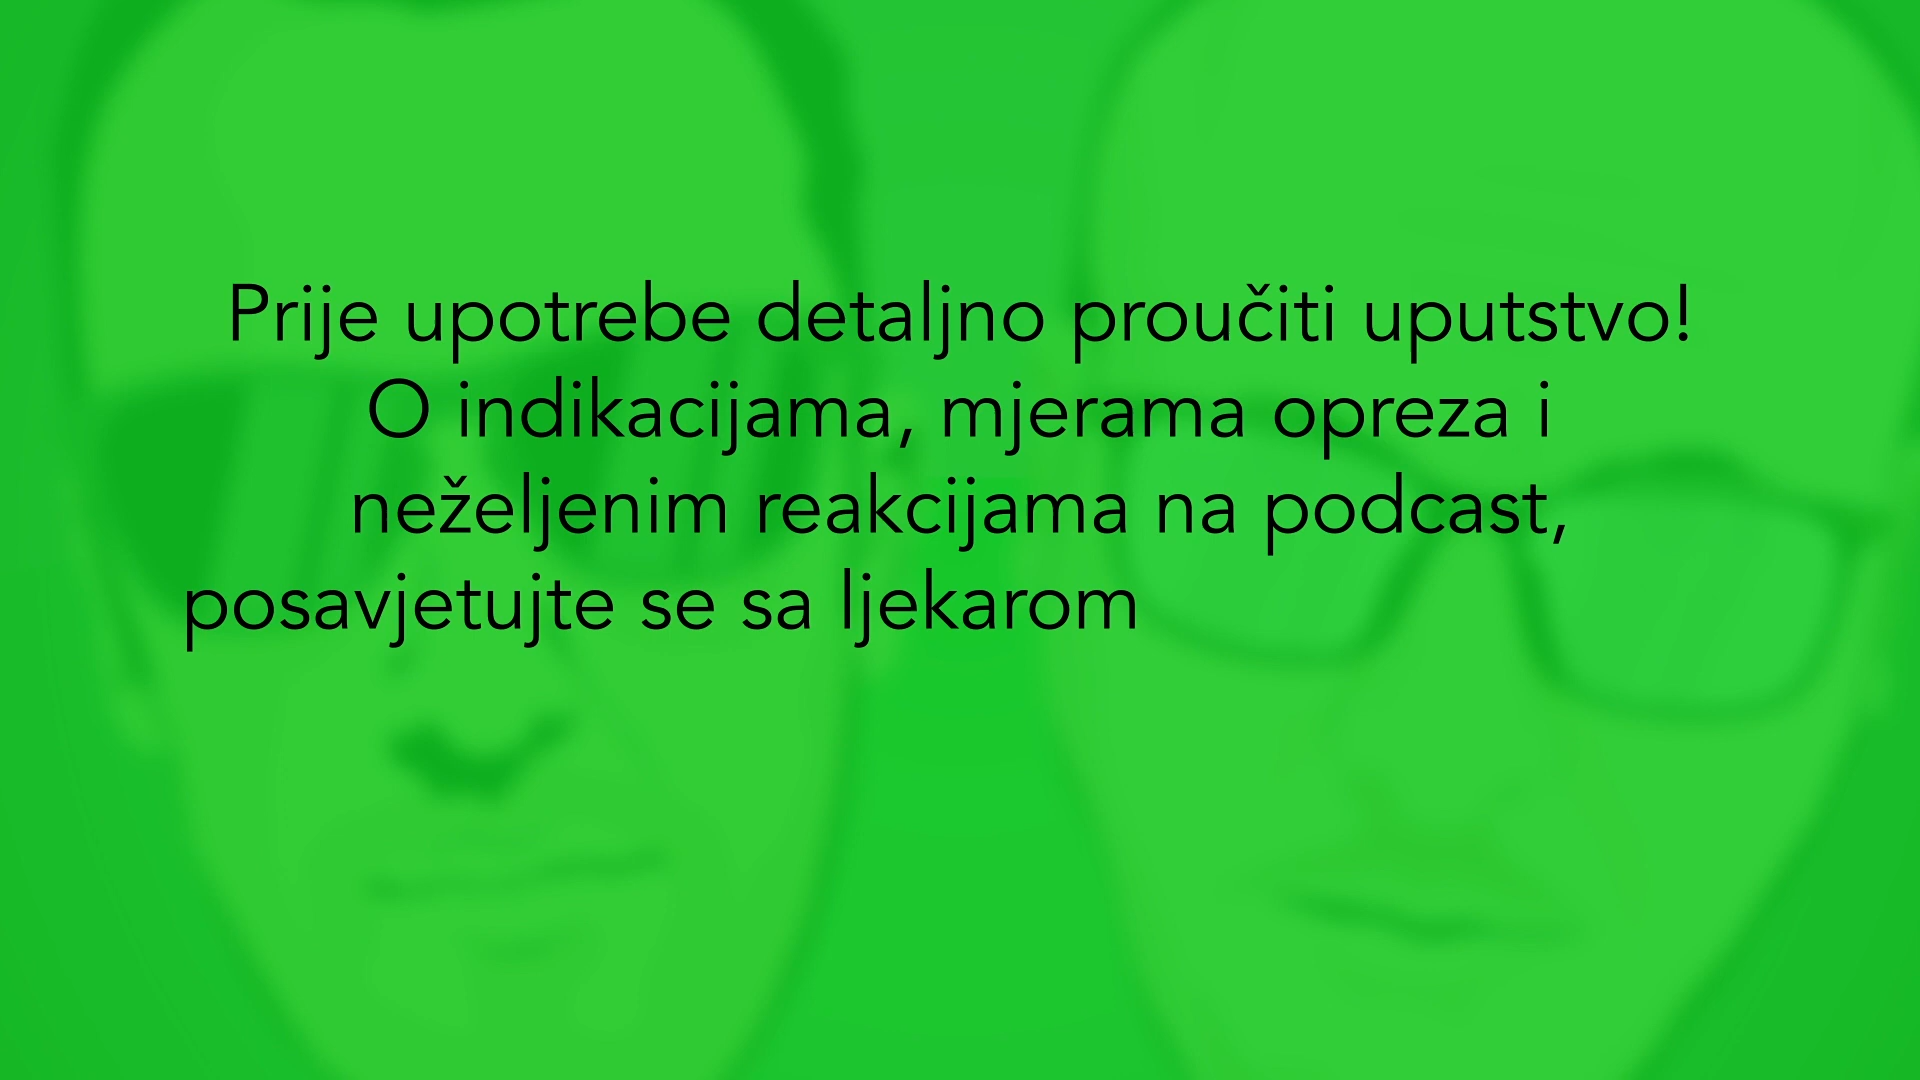 Prije upotrebe detaljno proučiti uputstvo!
O indikacijama, mjerama opreza i
neželjenim reakcijama na podcast,
posavjetujte se sa ljekarom